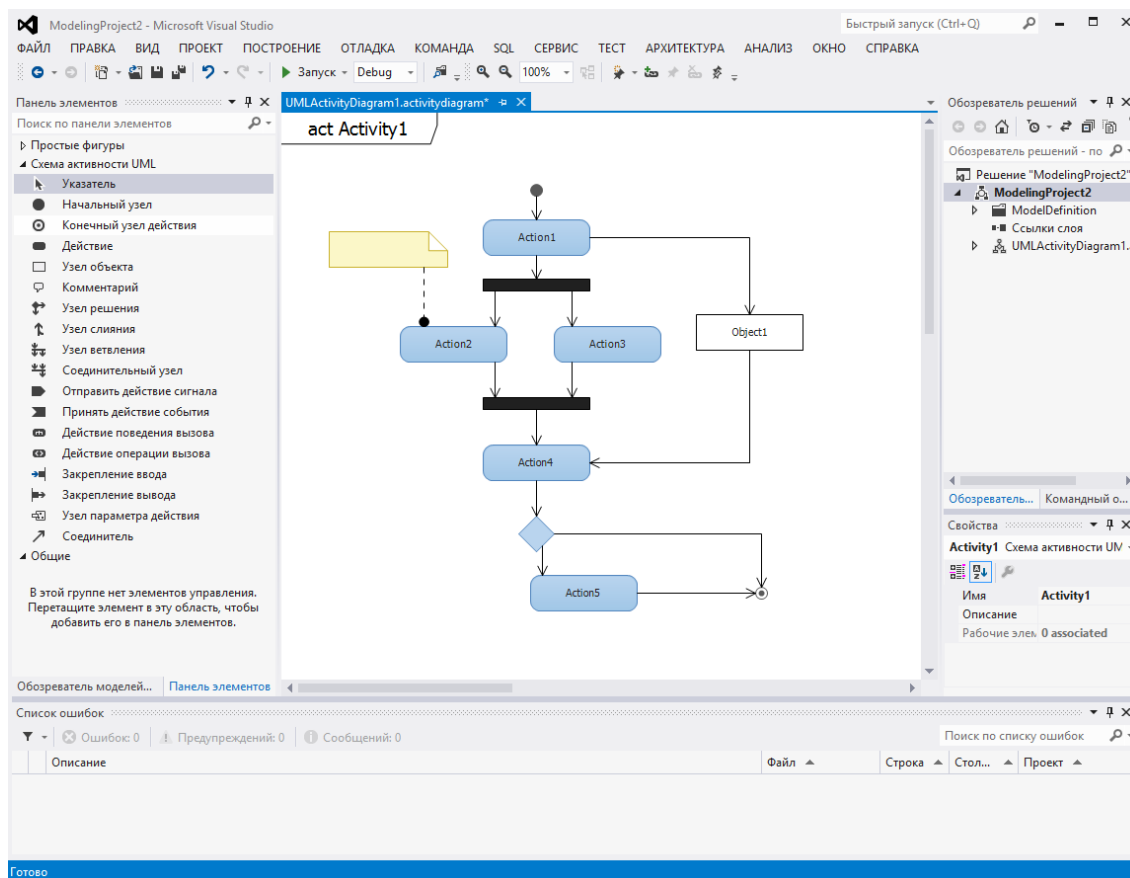 ModelingProject2 - Microsoft Visual Studio
Быстрый запуск (Ctrl+Q)
ФАЙЛ ПРАВКА ВИД ПРОЕКТ ПОСТРОЕНИЕ ОТЛАДКА КОМАНДА SQL СЕРВИС ТЕСТ АРХИТЕКТУРА АНАЛИЗ ОКНО СПРАВКА
Запуск Debug 100%
Панель элементов
Поиск по панели элементов
Простые фигуры
Схема активности UML
Указатель
Начальный узел
Конечный узел действия
Действие
Узел объекта
Комментарий
Узел решения
Узел слияния
Узел ветвления
Соединительный узел
Отправить действие сигнала
Принять действие события
Действие поведения вызова
Действие операции вызова
Закрепление ввода
Закрепление вывода
Узел параметра действия
Соединитель
Общие
В этой группе нет элементов управления.
Перетащите элемент в эту область, чтобы
добавить его в панель элементов.
Обозреватель моделей... Панель элементов
UMLActivityDiagram1.activitydiagram*
act Activity1
Action1
Action2
Action3
Object1
Action4
Action5
Обозреватель решений
Обозреватель решений - по
Решение "ModelingProject2"
ModelingProject2
ModelDefinition
Ссылки слоя
UMLActivityDiagram1.
Обозреватель... Командный о...
Свойства
Activity1 Схема активности UM
Имя Activity1
Описание
Рабочие элем 0 associated
Список ошибок
Ошибок: 0 Предупреждений: 0 Сообщений: 0
Поиск по списку ошибок
Описание Файл Строка Стол... Проект
Готово